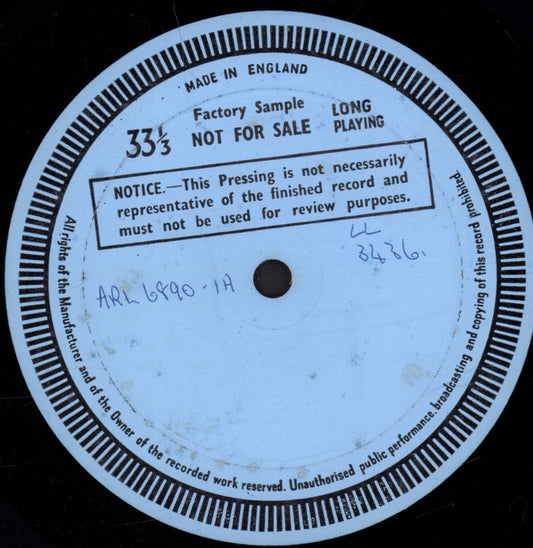 MADE IN ENGLAND
Factory Sample
33⅓ NOT FOR SALE LONG PLAYING
NOTICE.—This Pressing is not necessarily
representative of the finished record and
must not be used for review purposes.
LL
3436.
ARL 6890-1A
All rights of the Manufacturer and of the Owner of the recorded work reserved. Unauthorised public performance, broadcasting and copying of this record prohibited.